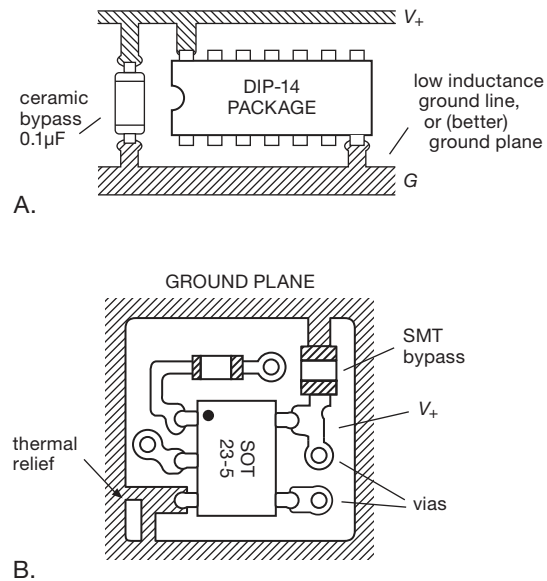 V+
DIP-14
PACKAGE
ceramic
bypass
0.1µF
low inductance
ground line,
or (better)
ground plane
G
A.
GROUND PLANE
SMT
bypass
V+
thermal
relief
SOT
23-5
vias
B.